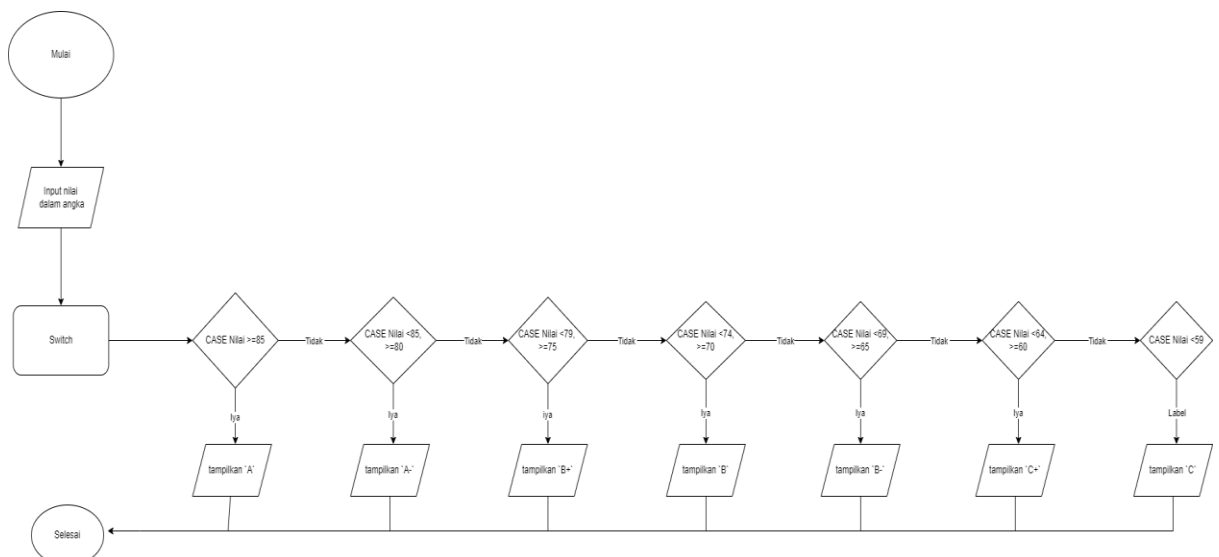 Mulai
Input nilai
dalam angka
Switch
CASE Nilai >=85
Tidak
CASE Nilai <85,
>=80
Tidak
CASE Nilai <79,
>=75
Tidak
CASE Nilai <74,
>=70
Tidak
CASE Nilai <69,
>=65
Tidak
CASE Nilai <64,
>=60
Tidak
CASE Nilai <59
Iya
Iya
iya
Iya
Iya
Iya
Label
tampilkan `A`
tampilkan `A-`
tampilkan `B+`
tampilkan `B`
tampilkan `B-`
tampilkan `C+`
tampilkan `C`
Selesai